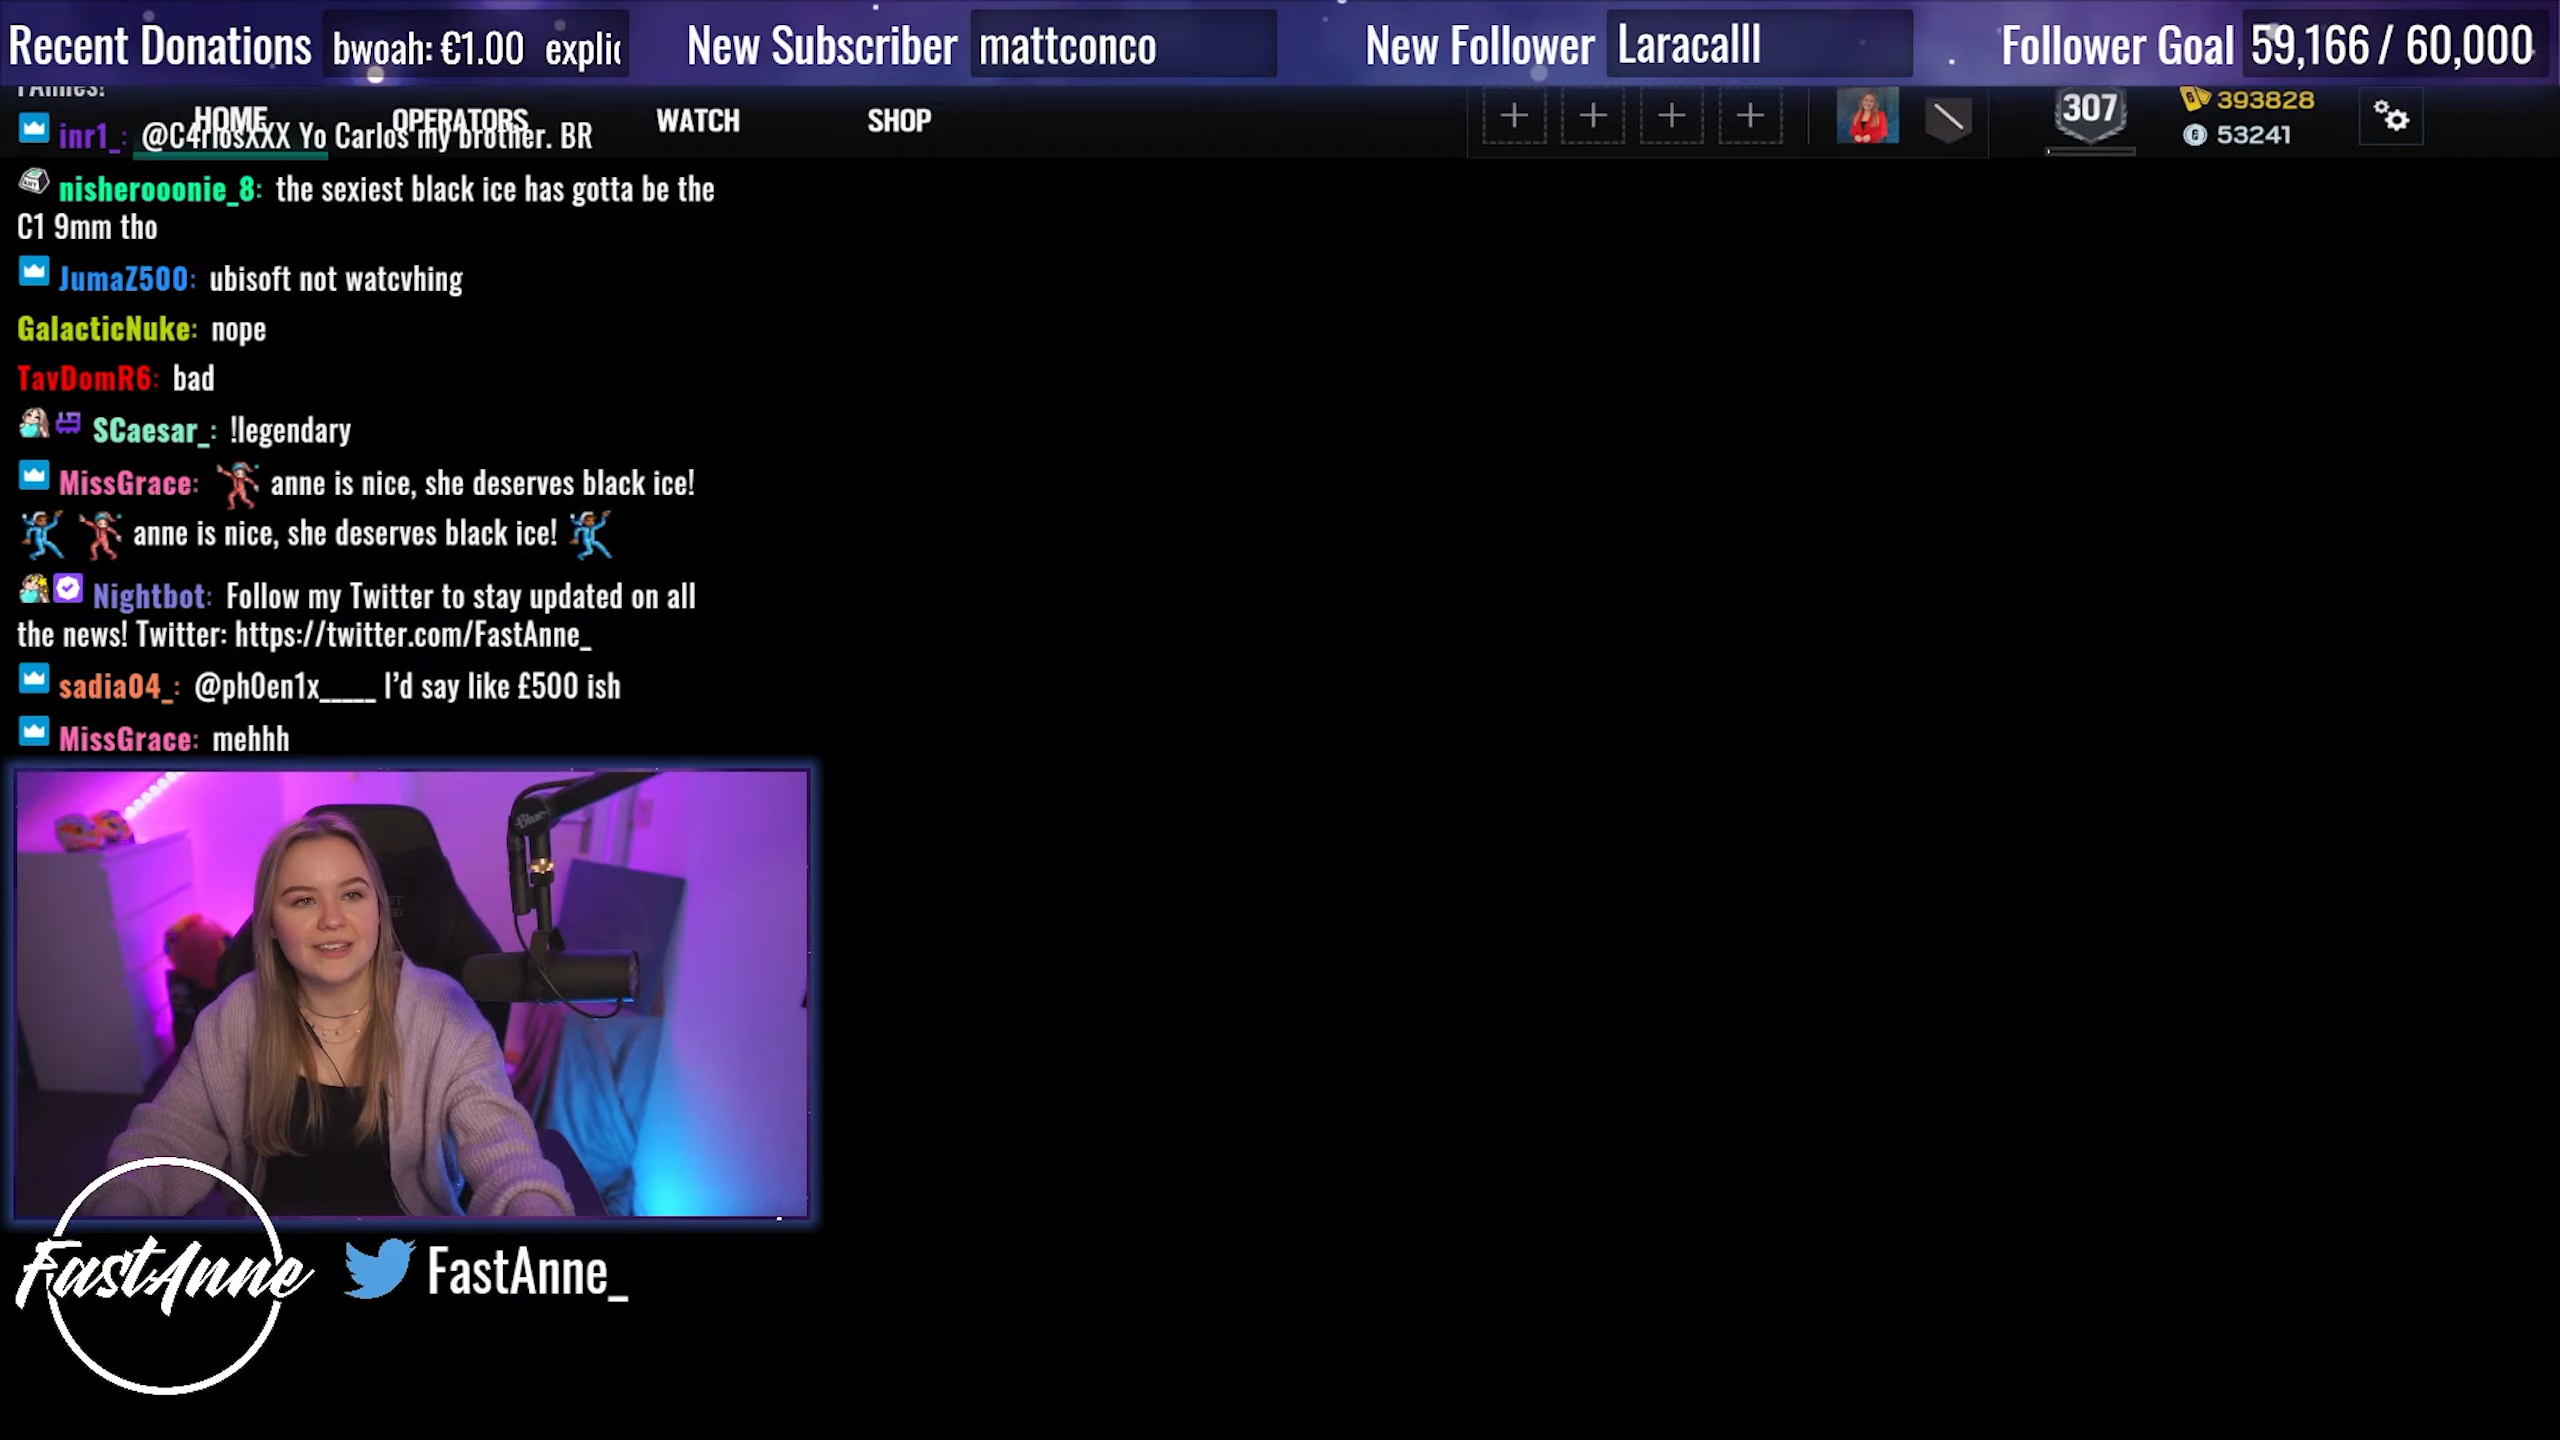 Recent Donations bwoah: €1.00 explic New Subscriber mattconco New Follower Laracalll Follower Goal 59,166 / 60,000
HOME OPERATORS WATCH SHOP 307 393828
53241
inr1_: @C4rlosXXX Yo Carlos my brother. BR
nisherooonie_8: the sexiest black ice has gotta be the
C1 9mm tho
JumaZ500: ubisoft not watcvhing
GalacticNuke: nope
TavDomR6: bad
SCaesar_: !legendary
MissGrace: anne is nice, she deserves black ice!
anne is nice, she deserves black ice!
Nightbot: Follow my Twitter to stay updated on all
the news! Twitter: https://twitter.com/FastAnne_
sadia04_: @ph0en1x_____ I'd say like £500 ish
MissGrace: mehhh
Blue
FastAnne FastAnne_